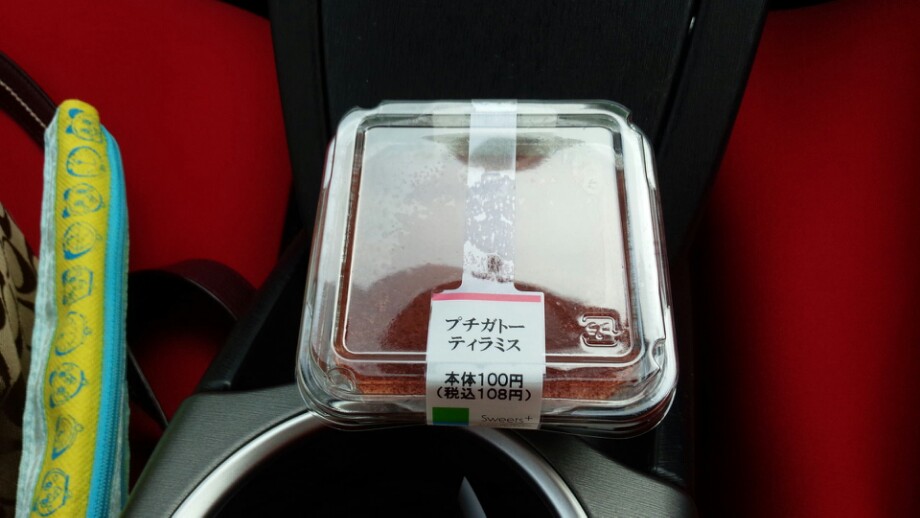 プチガトー
ティラミス
本体100円
(税込108円)
Sweets+